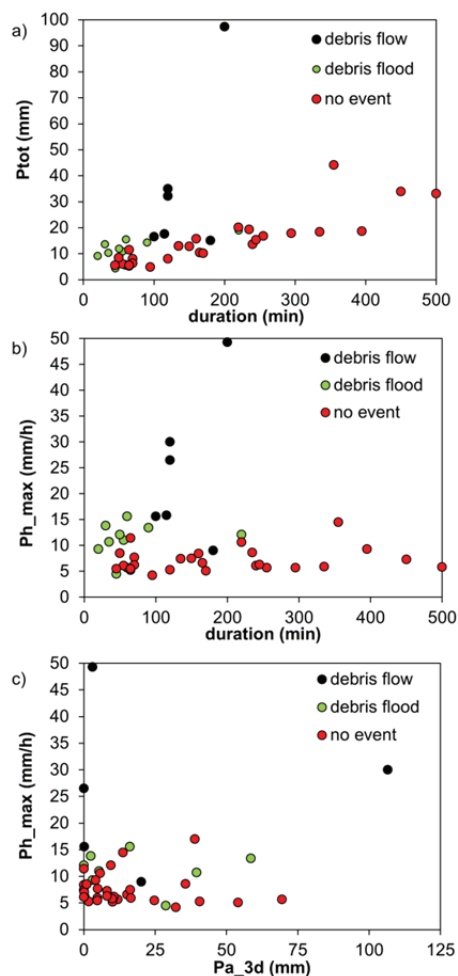 a)
100
90
80
70
60
50
40
30
20
10
0
Ptot (mm)
debris flow
debris flood
no event
0 100 200 300 400 500
duration (min)
b)
50
45
40
35
30
25
20
15
10
5
0
Ph_max (mm/h)
debris flow
debris flood
no event
0 100 200 300 400 500
duration (min)
c)
50
45
40
35
30
25
20
15
10
5
0
Ph_max (mm/h)
debris flow
debris flood
no event
0 25 50 75 100 125
Pa_3d (mm)